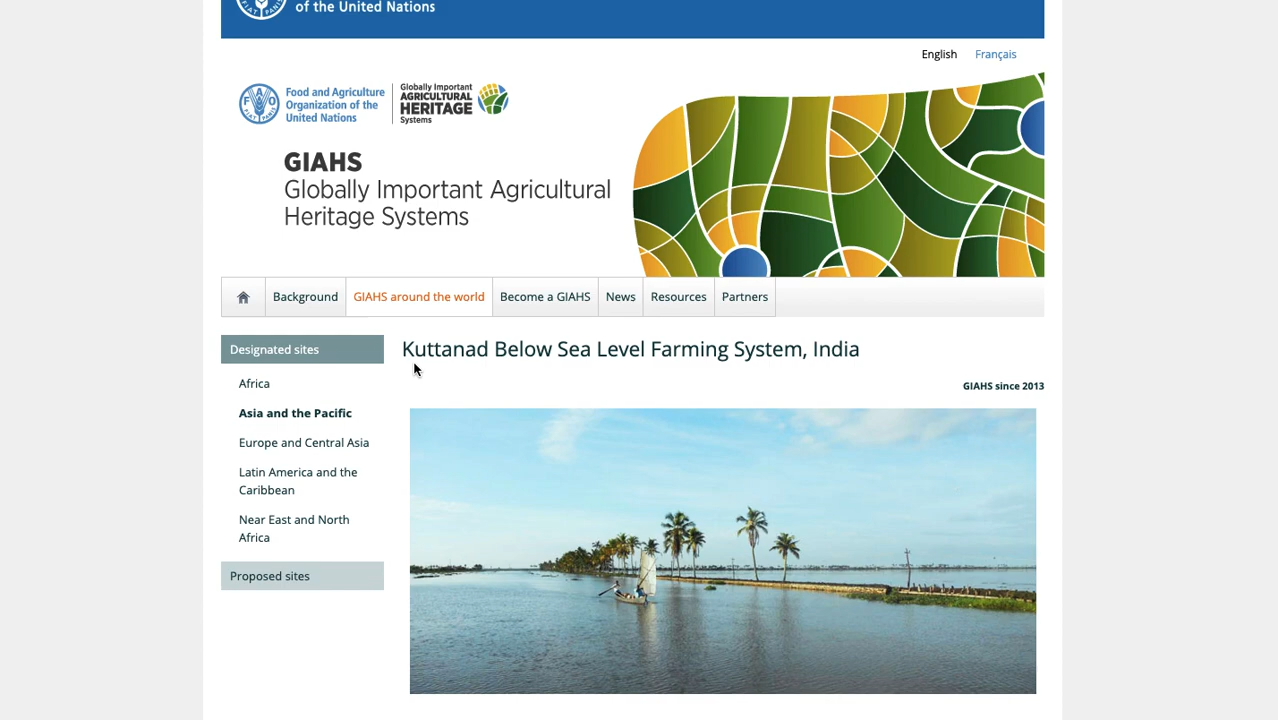 of the United Nations
English Français
Food and Agriculture
Organization of the
United Nations
Globally Important
AGRICULTURAL
HERITAGE
Systems
GIAHS
Globally Important Agricultural
Heritage Systems
Background GIAHS around the world Become a GIAHS News Resources Partners
Designated sites
Africa
Asia and the Pacific
Europe and Central Asia
Latin America and the
Caribbean
Near East and North
Africa
Proposed sites
Kuttanad Below Sea Level Farming System, India
GIAHS since 2013